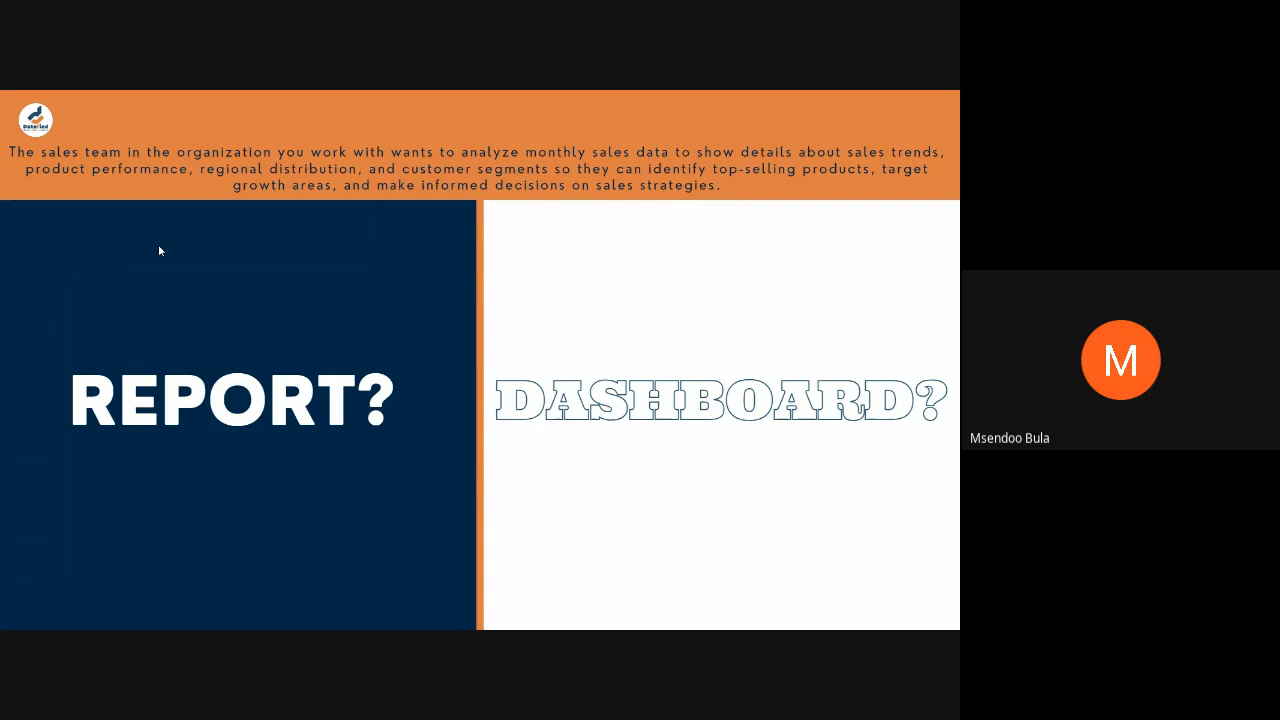 The sales team in the organization you work with wants to analyze monthly sales data to show details about sales trends,
product performance, regional distribution, and customer segments so they can identify top-selling products, target
growth areas, and make informed decisions on sales strategies.
REPORT?
DASHBOARD?
M
Msendoo Bula